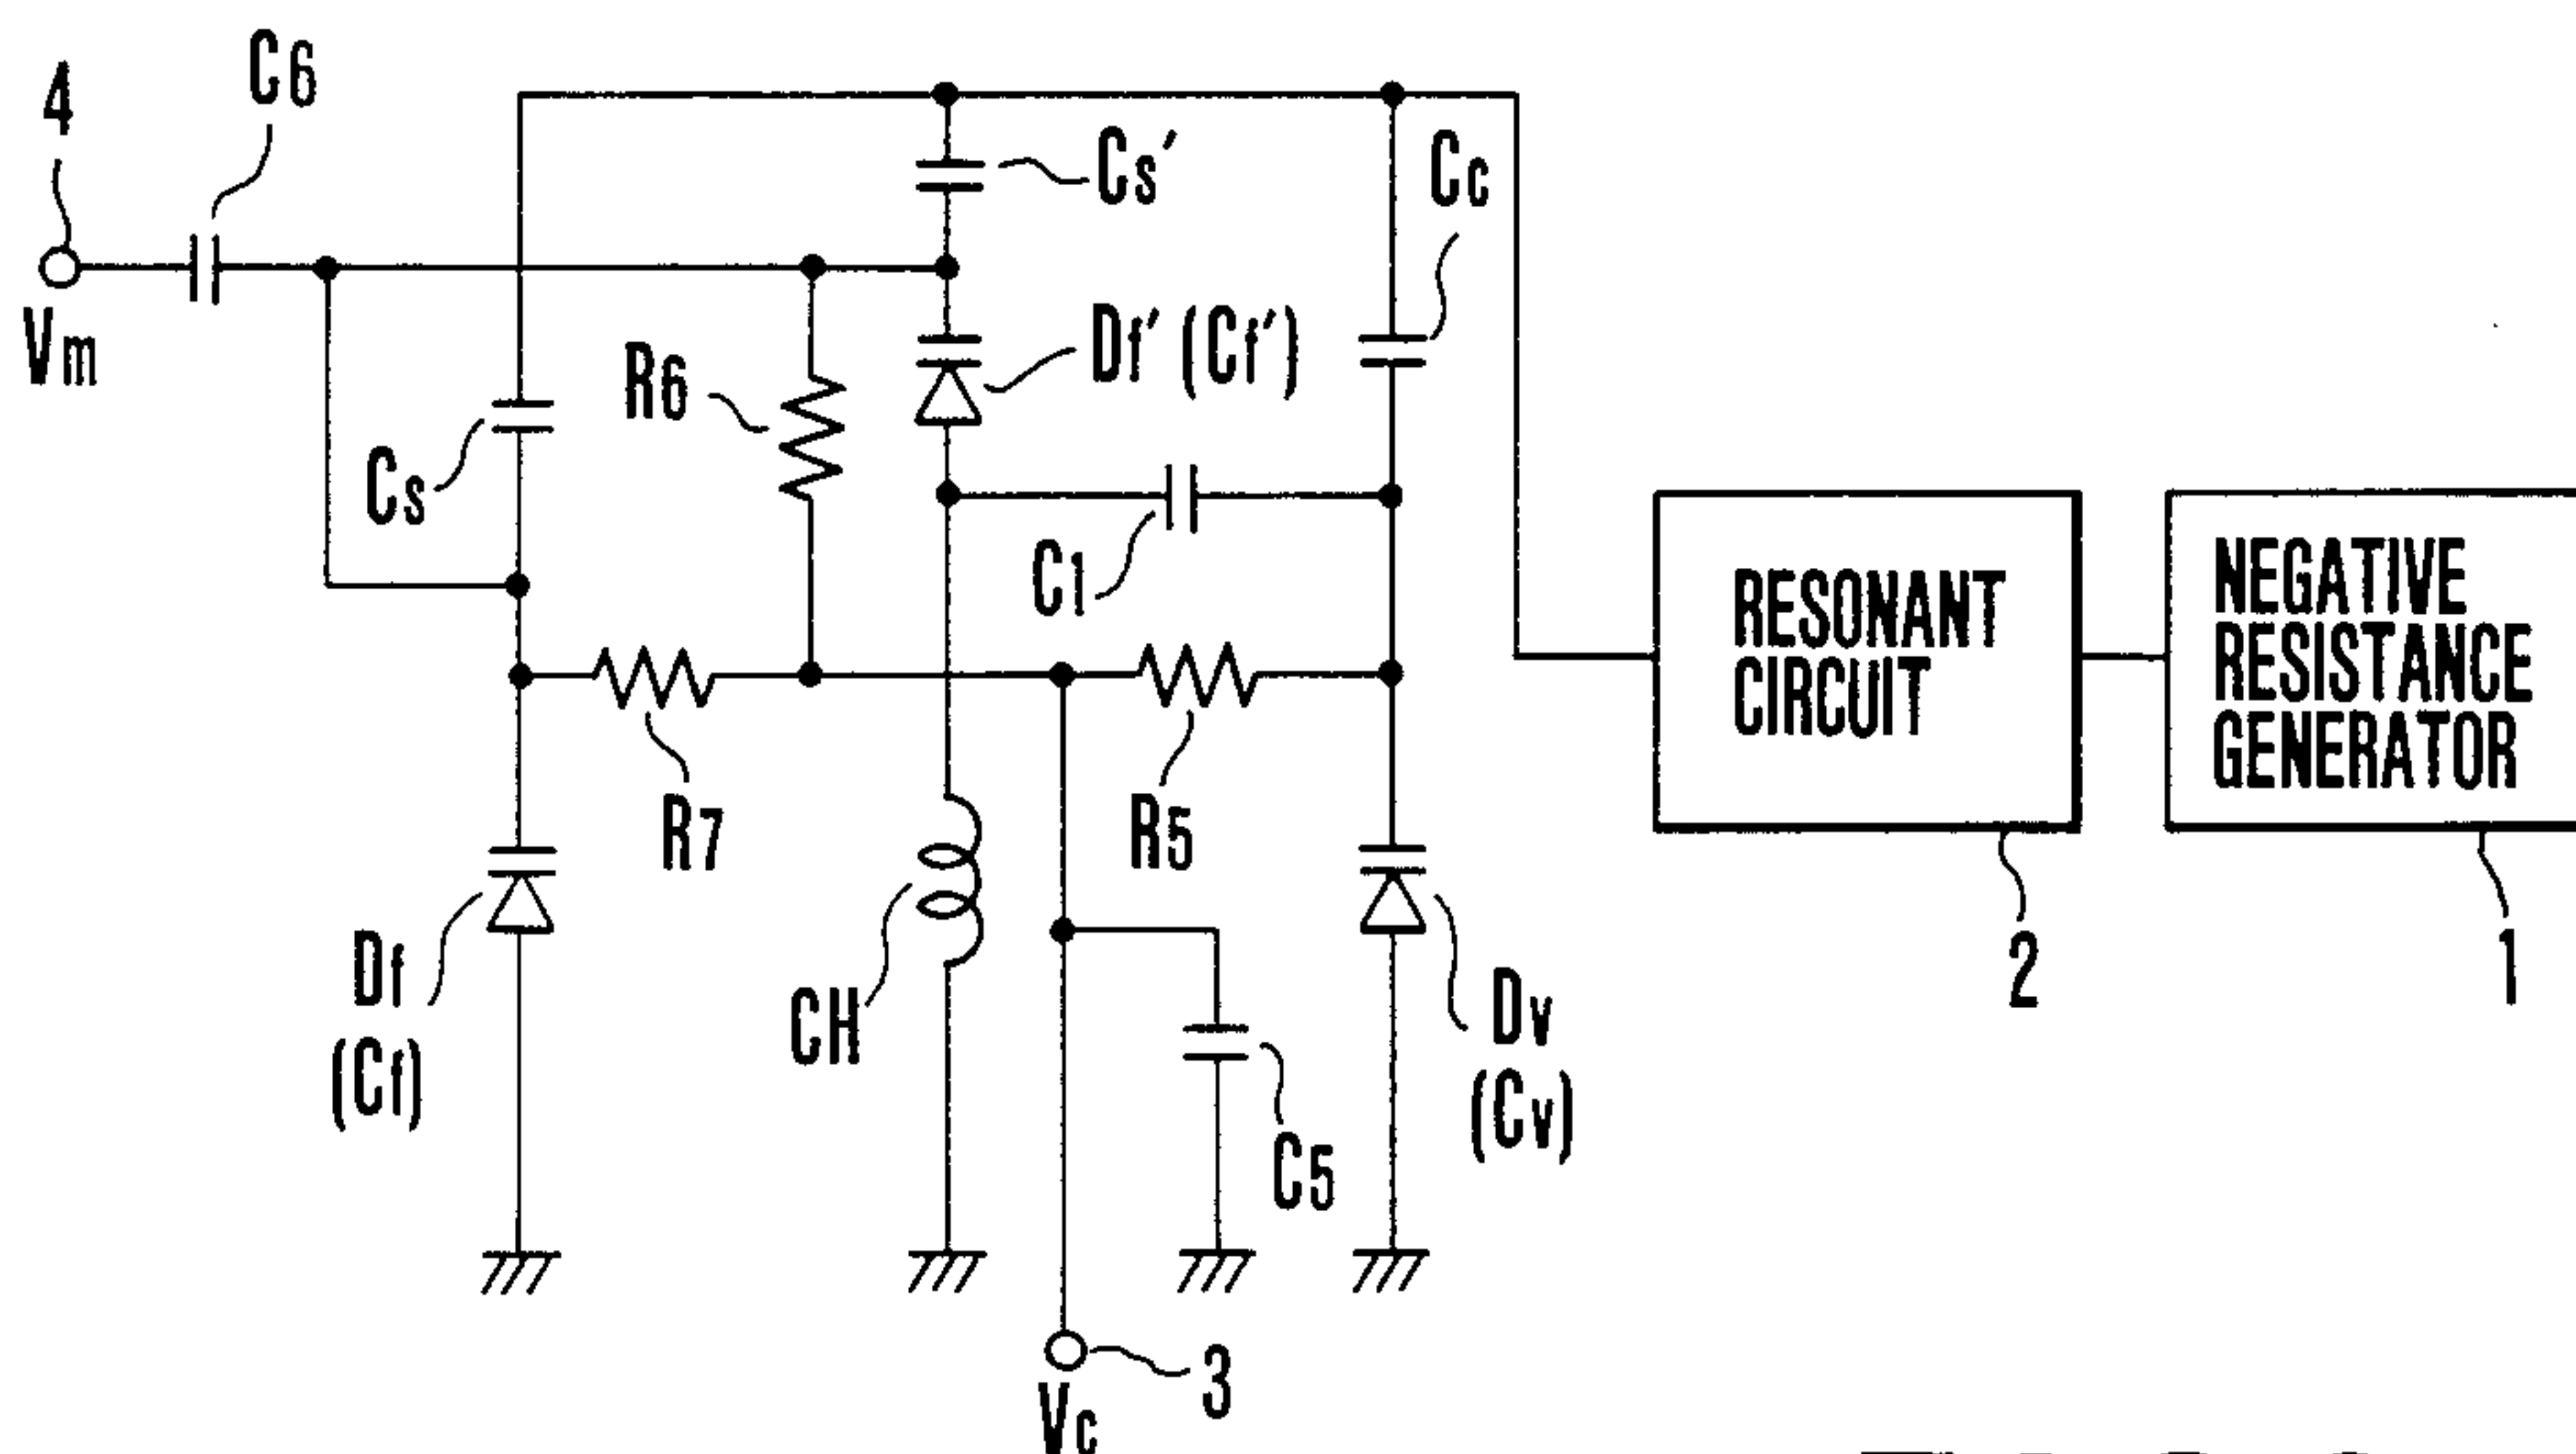 C6
4
Cs'
Cc
Vm
Df' (Cf')
R6
Cs
C1
RESONANT
CIRCUIT
NEGATIVE
RESISTANCE
GENERATOR
R7
R5
Df
(Cf)
CH
Dv
(Cv)
2
1
C5
3
Vc